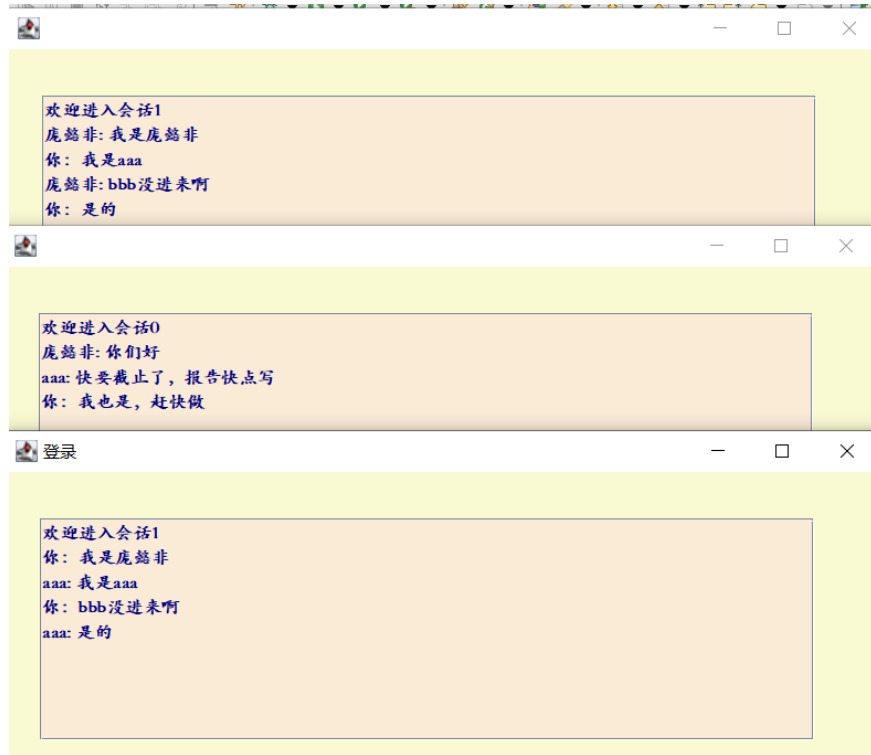 欢迎进入会话1
庞懿非: 我是庞懿非
你： 我是aaa
庞懿非: bbb没进来啊
你： 是的
欢迎进入会话0
庞懿非: 你们好
aaa: 快要截止了，报告快点写
你： 我也是，赶快做
登录
欢迎进入会话1
你： 我是庞懿非
aaa: 我是aaa
你： bbb没进来啊
aaa: 是的